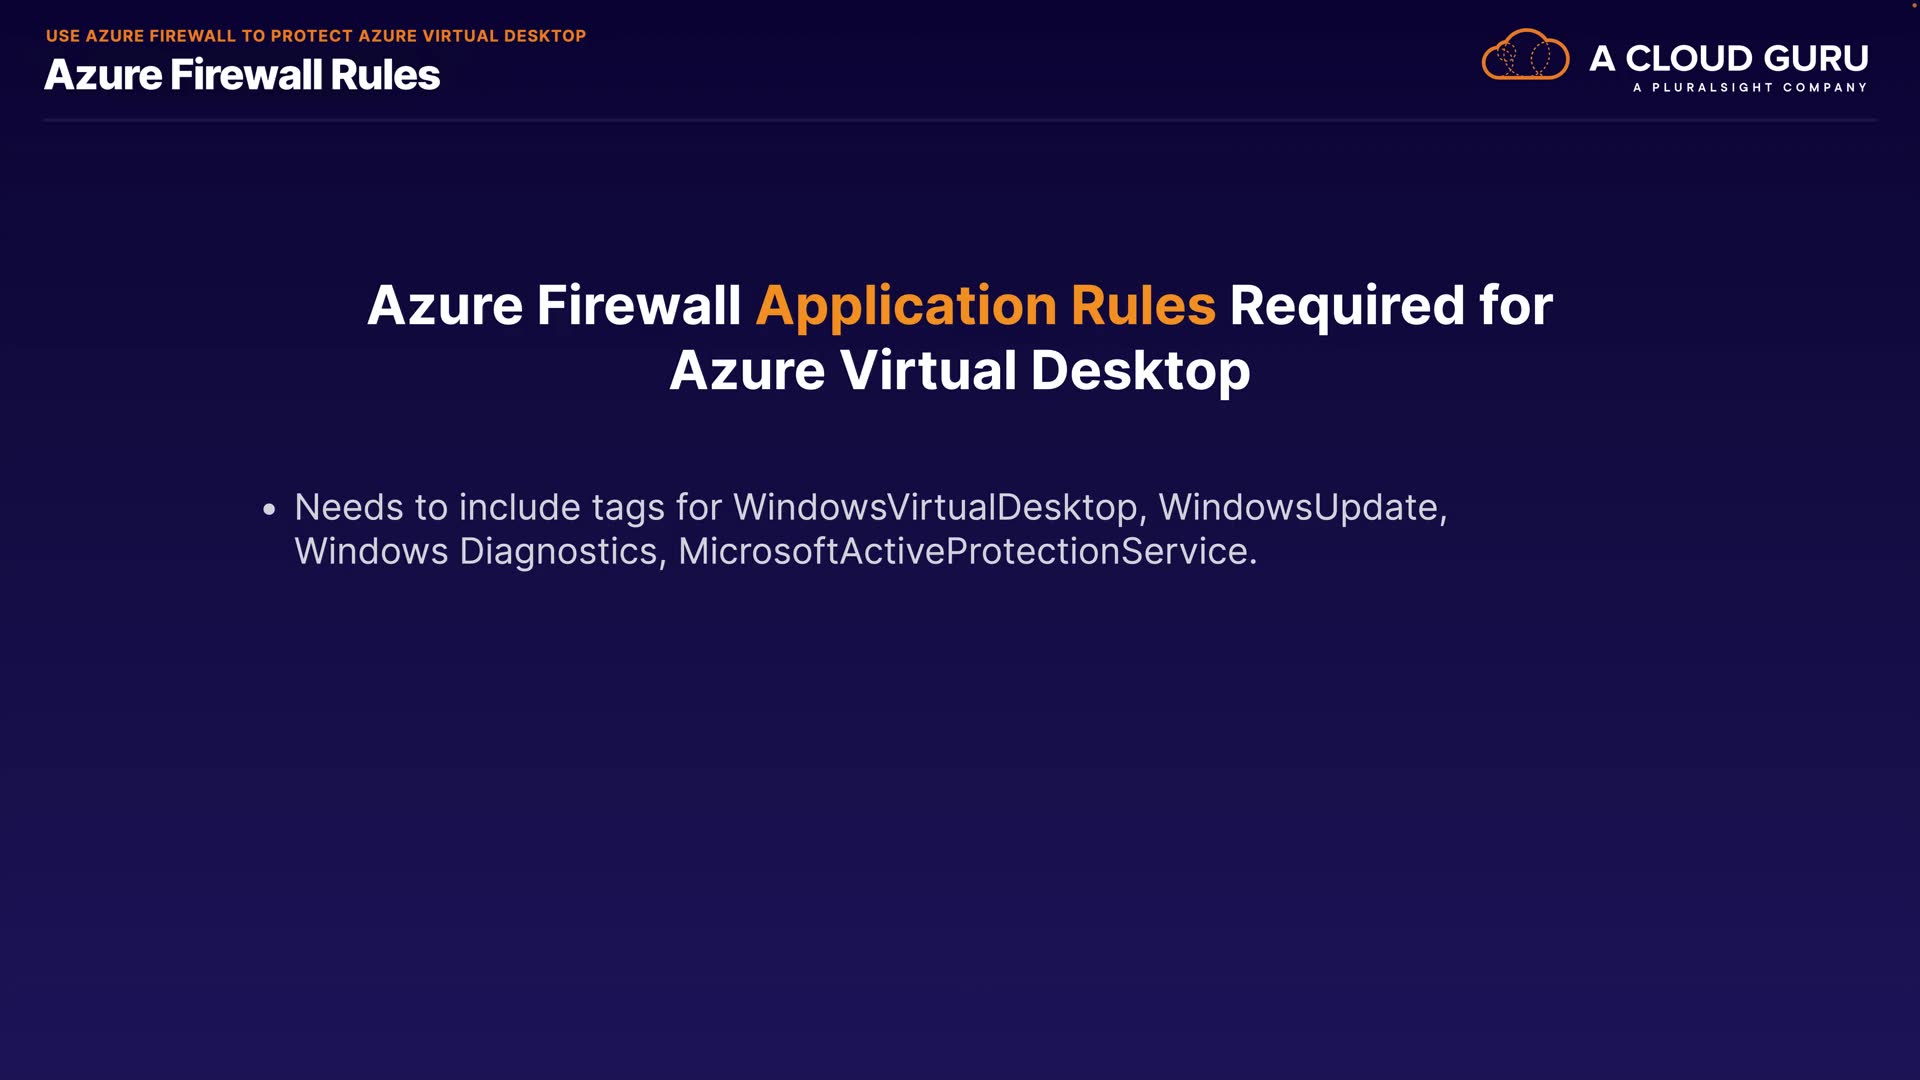 USE AZURE FIREWALL TO PROTECT AZURE VIRTUAL DESKTOP
Azure Firewall Rules
A CLOUD GURU
A PLURALSIGHT COMPANY
Azure Firewall Application Rules Required for
Azure Virtual Desktop
• Needs to include tags for WindowsVirtualDesktop, WindowsUpdate,
Windows Diagnostics, MicrosoftActiveProtectionService.